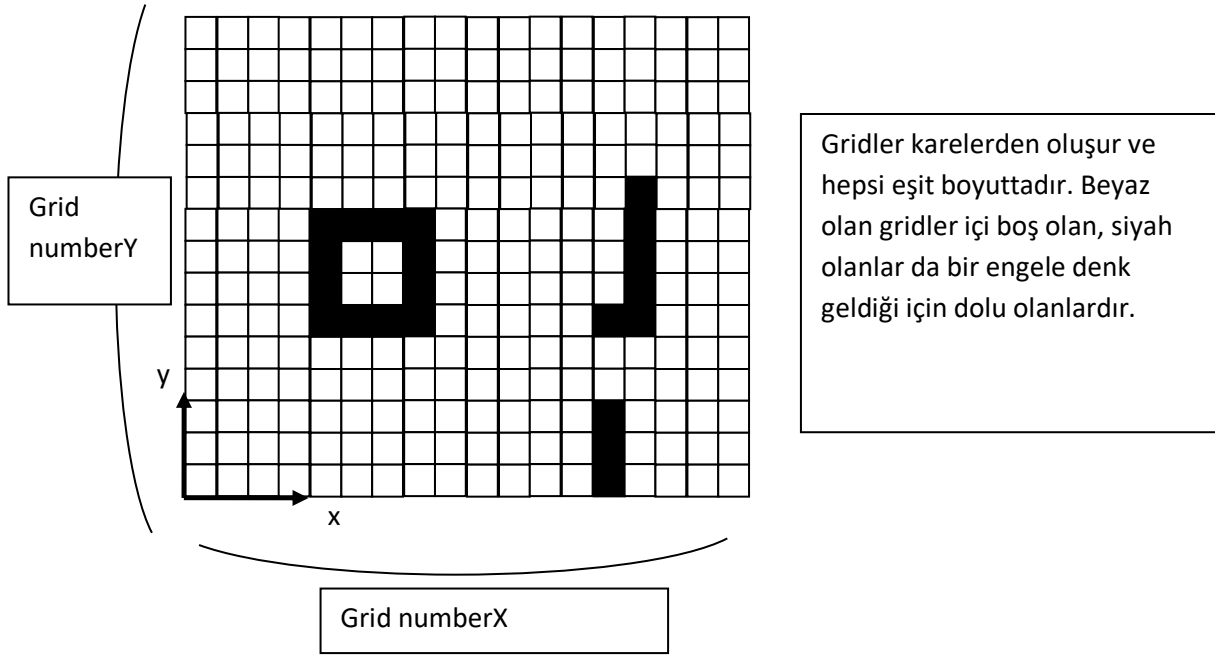 Grid
numberY
Gridler karelerden oluşur ve
hepsi eşit boyuttadır. Beyaz
olan gridler içi boş olan, siyah
olanlar da bir engele denk
geldiği için dolu olanlardır.
y
x
Grid numberX